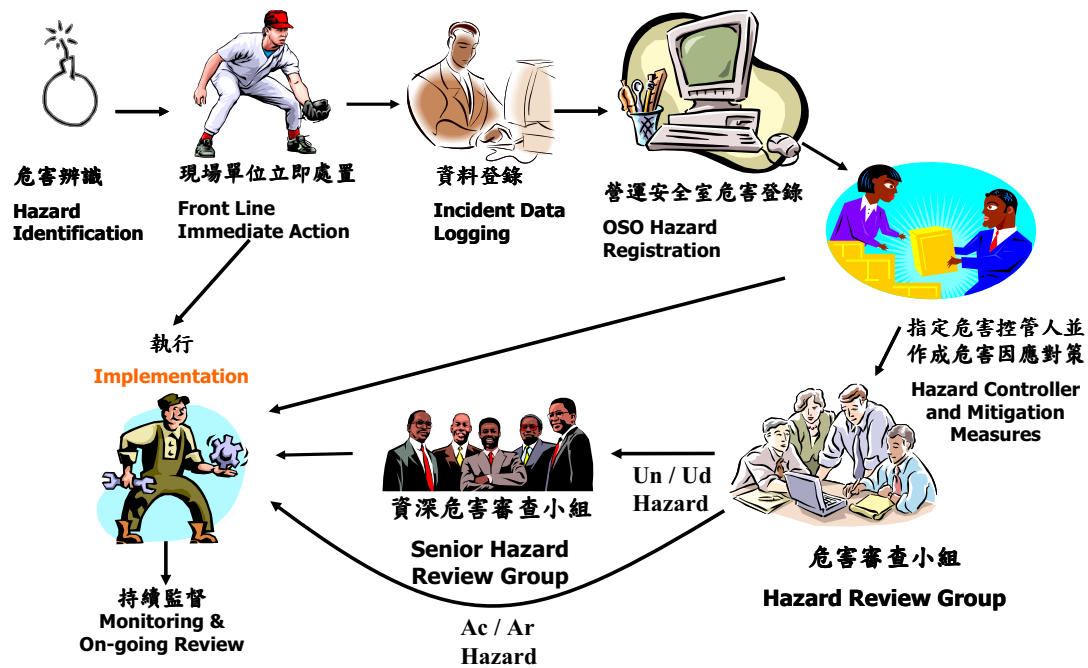 危害辨識
Hazard
Identification
現場單位立即處置
Front Line
Immediate Action
資料登錄
Incident Data
Logging
營運安全室危害登錄
OSO Hazard
Registration
指定危害控管人並
作成危害因應對策
Hazard Controller
and Mitigation
Measures
執行
Implementation
Un / Ud
Hazard
資深危害審查小組
Senior Hazard
Review Group
危害審查小組
Hazard Review Group
持續監督
Monitoring &
On-going Review
Ac / Ar
Hazard